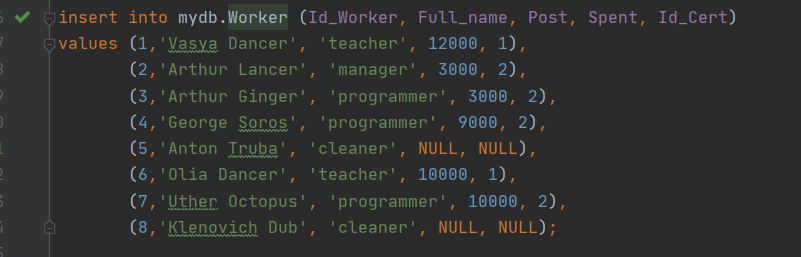 insert into mydb.Worker (Id_Worker, Full_name, Post, Spent, Id_Cert)
values (1,'Vasya Dancer', 'teacher', 12000, 1),
(2,'Arthur Lancer', 'manager', 3000, 2),
(3,'Arthur Ginger', 'programmer', 3000, 2),
(4,'George Soros', 'programmer', 9000, 2),
(5,'Anton Truba', 'cleaner', NULL, NULL),
(6,'Olia Dancer', 'teacher', 10000, 1),
(7,'Uther Octopus', 'programmer', 10000, 2),
(8,'Klenovich Dub', 'cleaner', NULL, NULL);